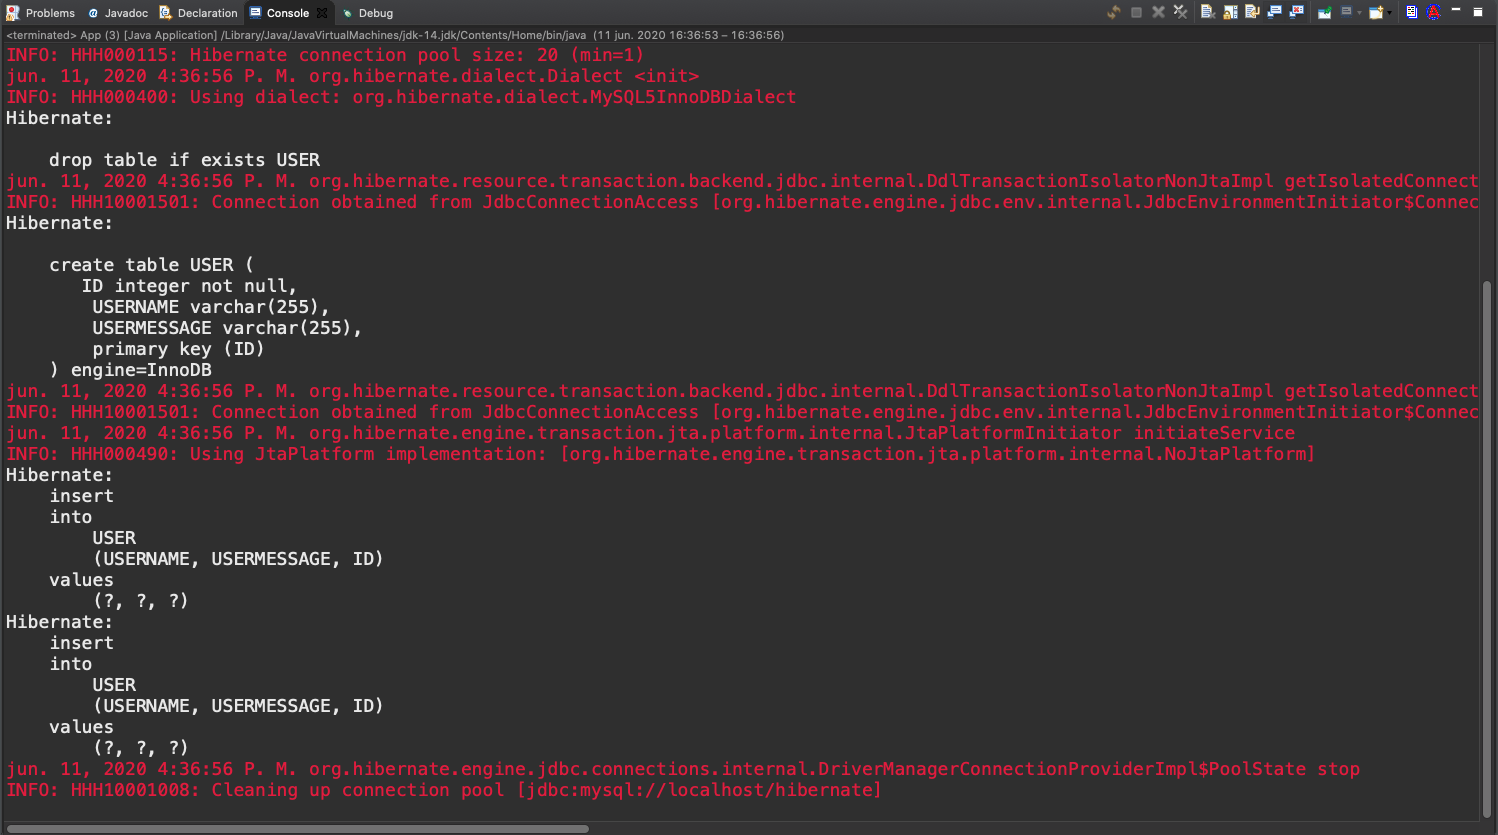 Problems @ Javadoc Declaration Console Debug
<terminated> App (3) [Java Application] /Library/Java/JavaVirtualMachines/jdk-14.jdk/Contents/Home/bin/java (11 jun. 2020 16:36:53 – 16:36:56)
INFO: HHH000115: Hibernate connection pool size: 20 (min=1)
jun. 11, 2020 4:36:56 P. M. org.hibernate.dialect.Dialect <init>
INFO: HHH000400: Using dialect: org.hibernate.dialect.MySQL5InnoDBDialect
Hibernate:
drop table if exists USER
jun. 11, 2020 4:36:56 P. M. org.hibernate.resource.transaction.backend.jdbc.internal.DdlTransactionIsolatorNonJtaImpl getIsolatedConnect
INFO: HHH10001501: Connection obtained from JdbcConnectionAccess [org.hibernate.engine.jdbc.env.internal.JdbcEnvironmentInitiator$Connec
Hibernate:
create table USER (
ID integer not null,
USERNAME varchar(255),
USERMESSAGE varchar(255),
primary key (ID)
) engine=InnoDB
jun. 11, 2020 4:36:56 P. M. org.hibernate.resource.transaction.backend.jdbc.internal.DdlTransactionIsolatorNonJtaImpl getIsolatedConnect
INFO: HHH10001501: Connection obtained from JdbcConnectionAccess [org.hibernate.engine.jdbc.env.internal.JdbcEnvironmentInitiator$Connec
jun. 11, 2020 4:36:56 P. M. org.hibernate.engine.transaction.jta.platform.internal.JtaPlatformInitiator initiateService
INFO: HHH000490: Using JtaPlatform implementation: [org.hibernate.engine.transaction.jta.platform.internal.NoJtaPlatform]
Hibernate:
insert
into
USER
(USERNAME, USERMESSAGE, ID)
values
(?, ?, ?)
Hibernate:
insert
into
USER
(USERNAME, USERMESSAGE, ID)
values
(?, ?, ?)
jun. 11, 2020 4:36:56 P. M. org.hibernate.engine.jdbc.connections.internal.DriverManagerConnectionProviderImpl$PoolState stop
INFO: HHH10001008: Cleaning up connection pool [jdbc:mysql://localhost/hibernate]